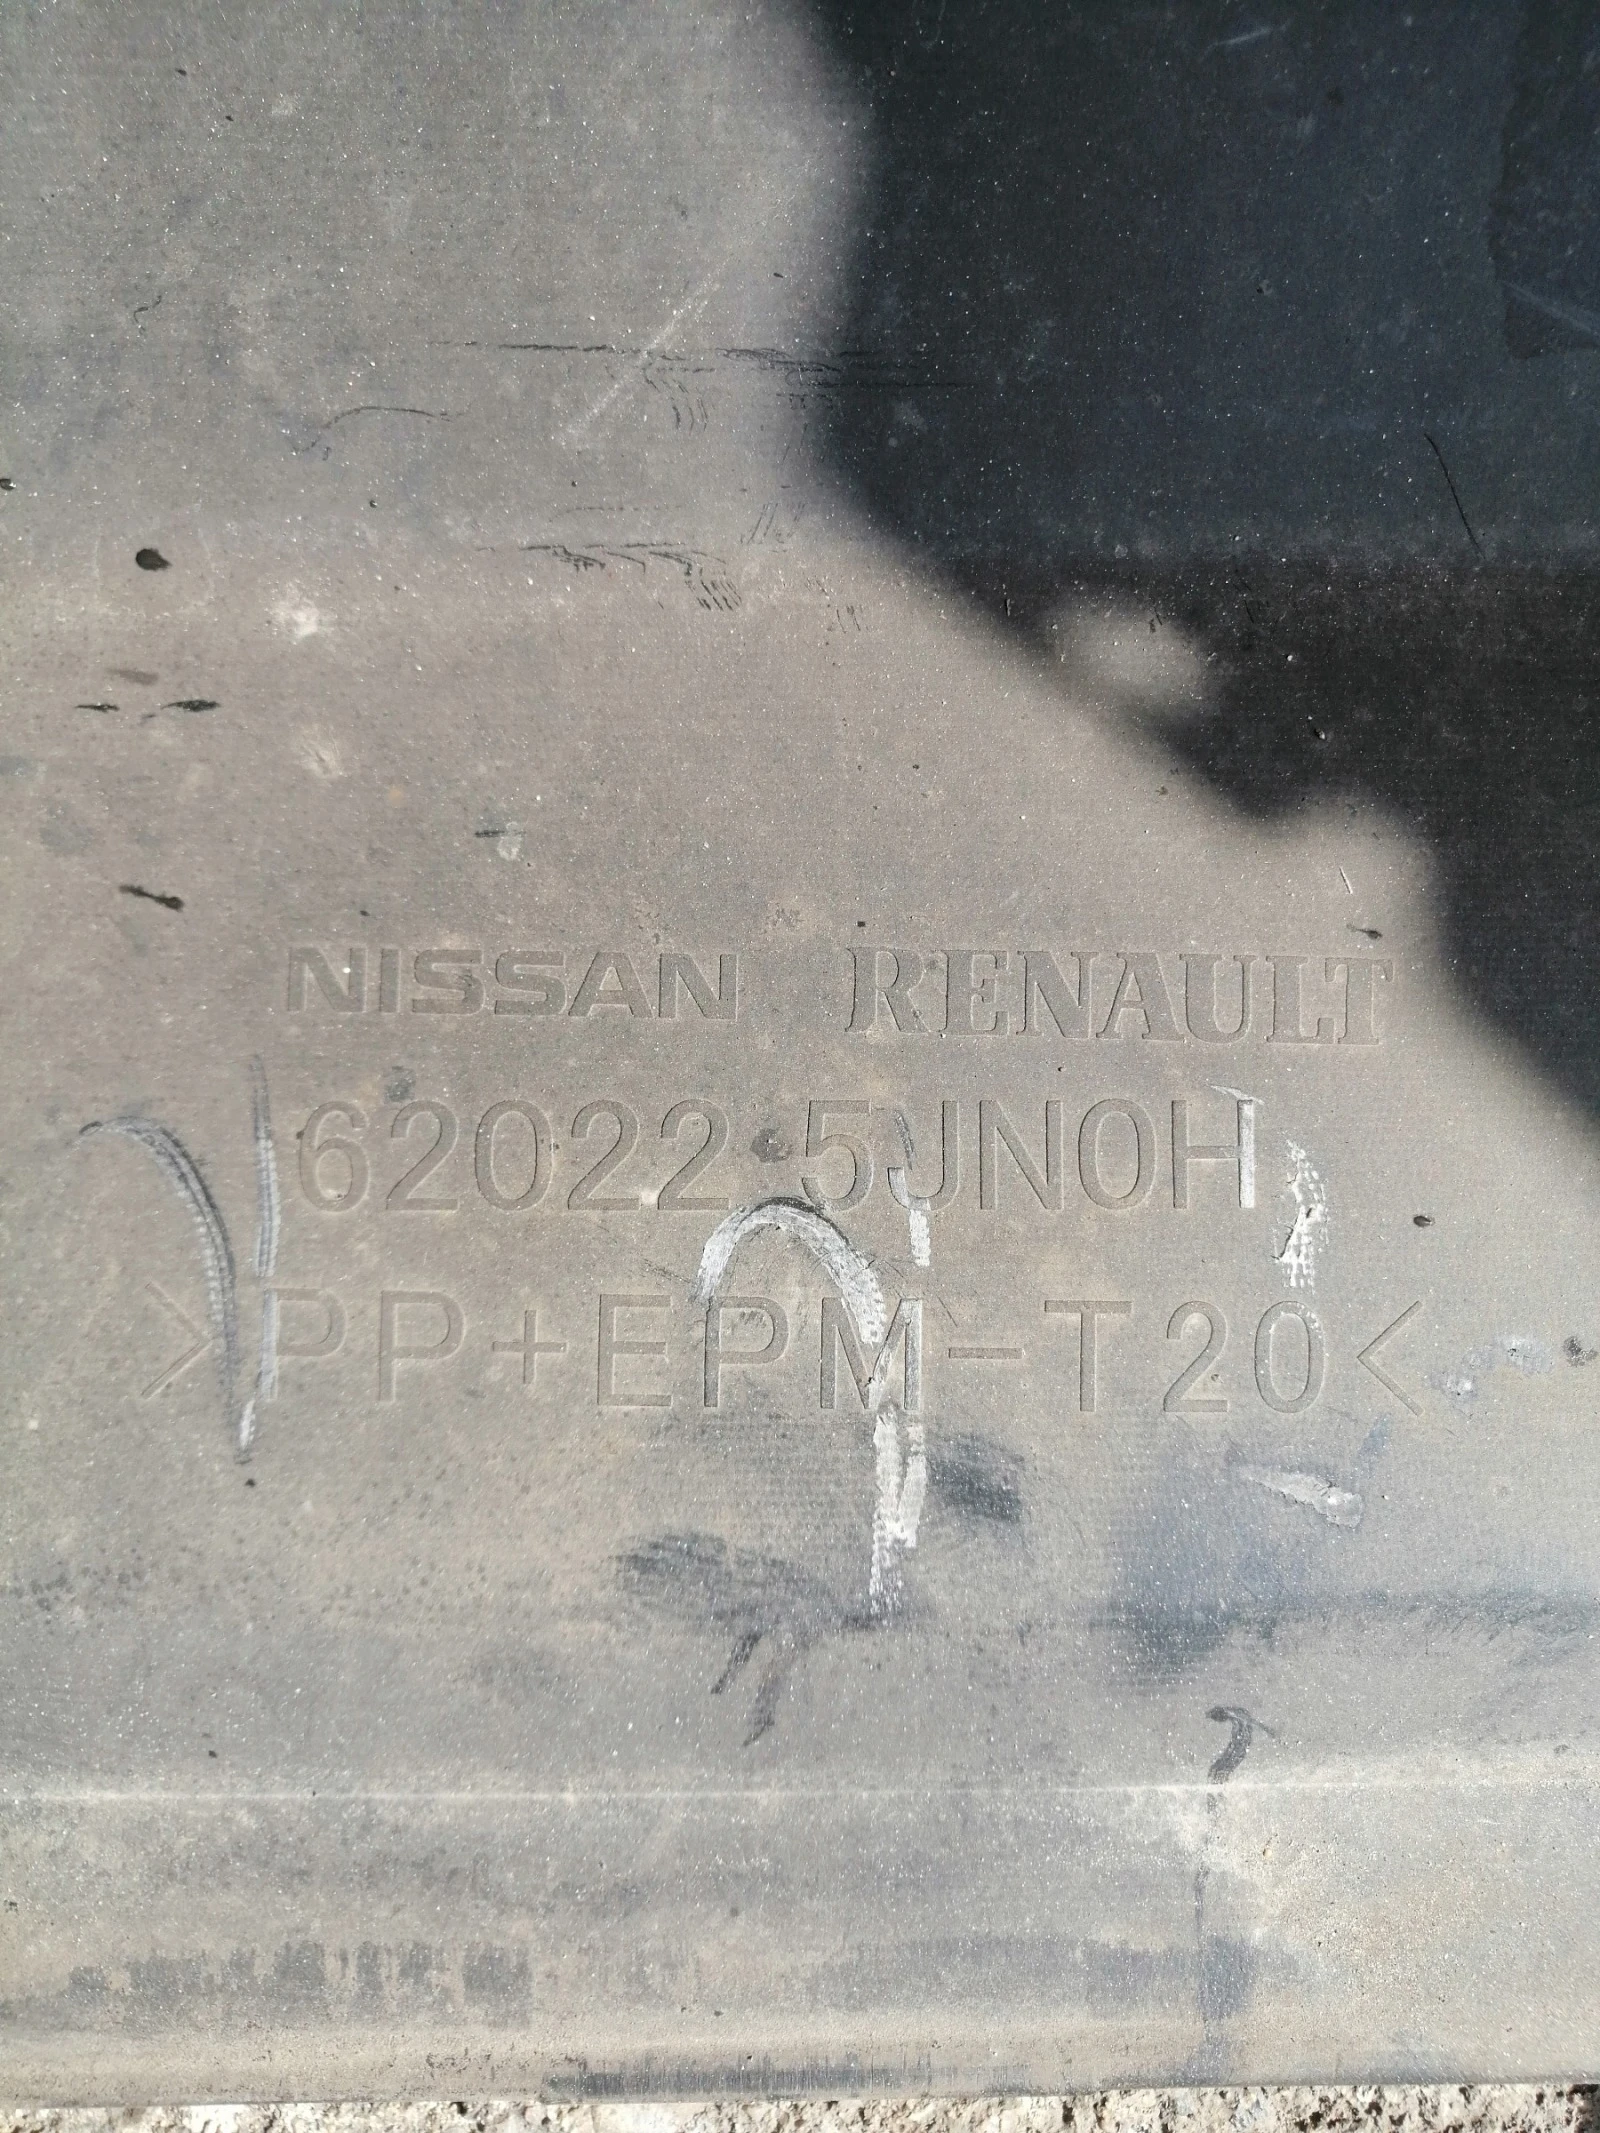 NISSAN RENAULT
62022 5JN0H
>PP+EPM-T20<